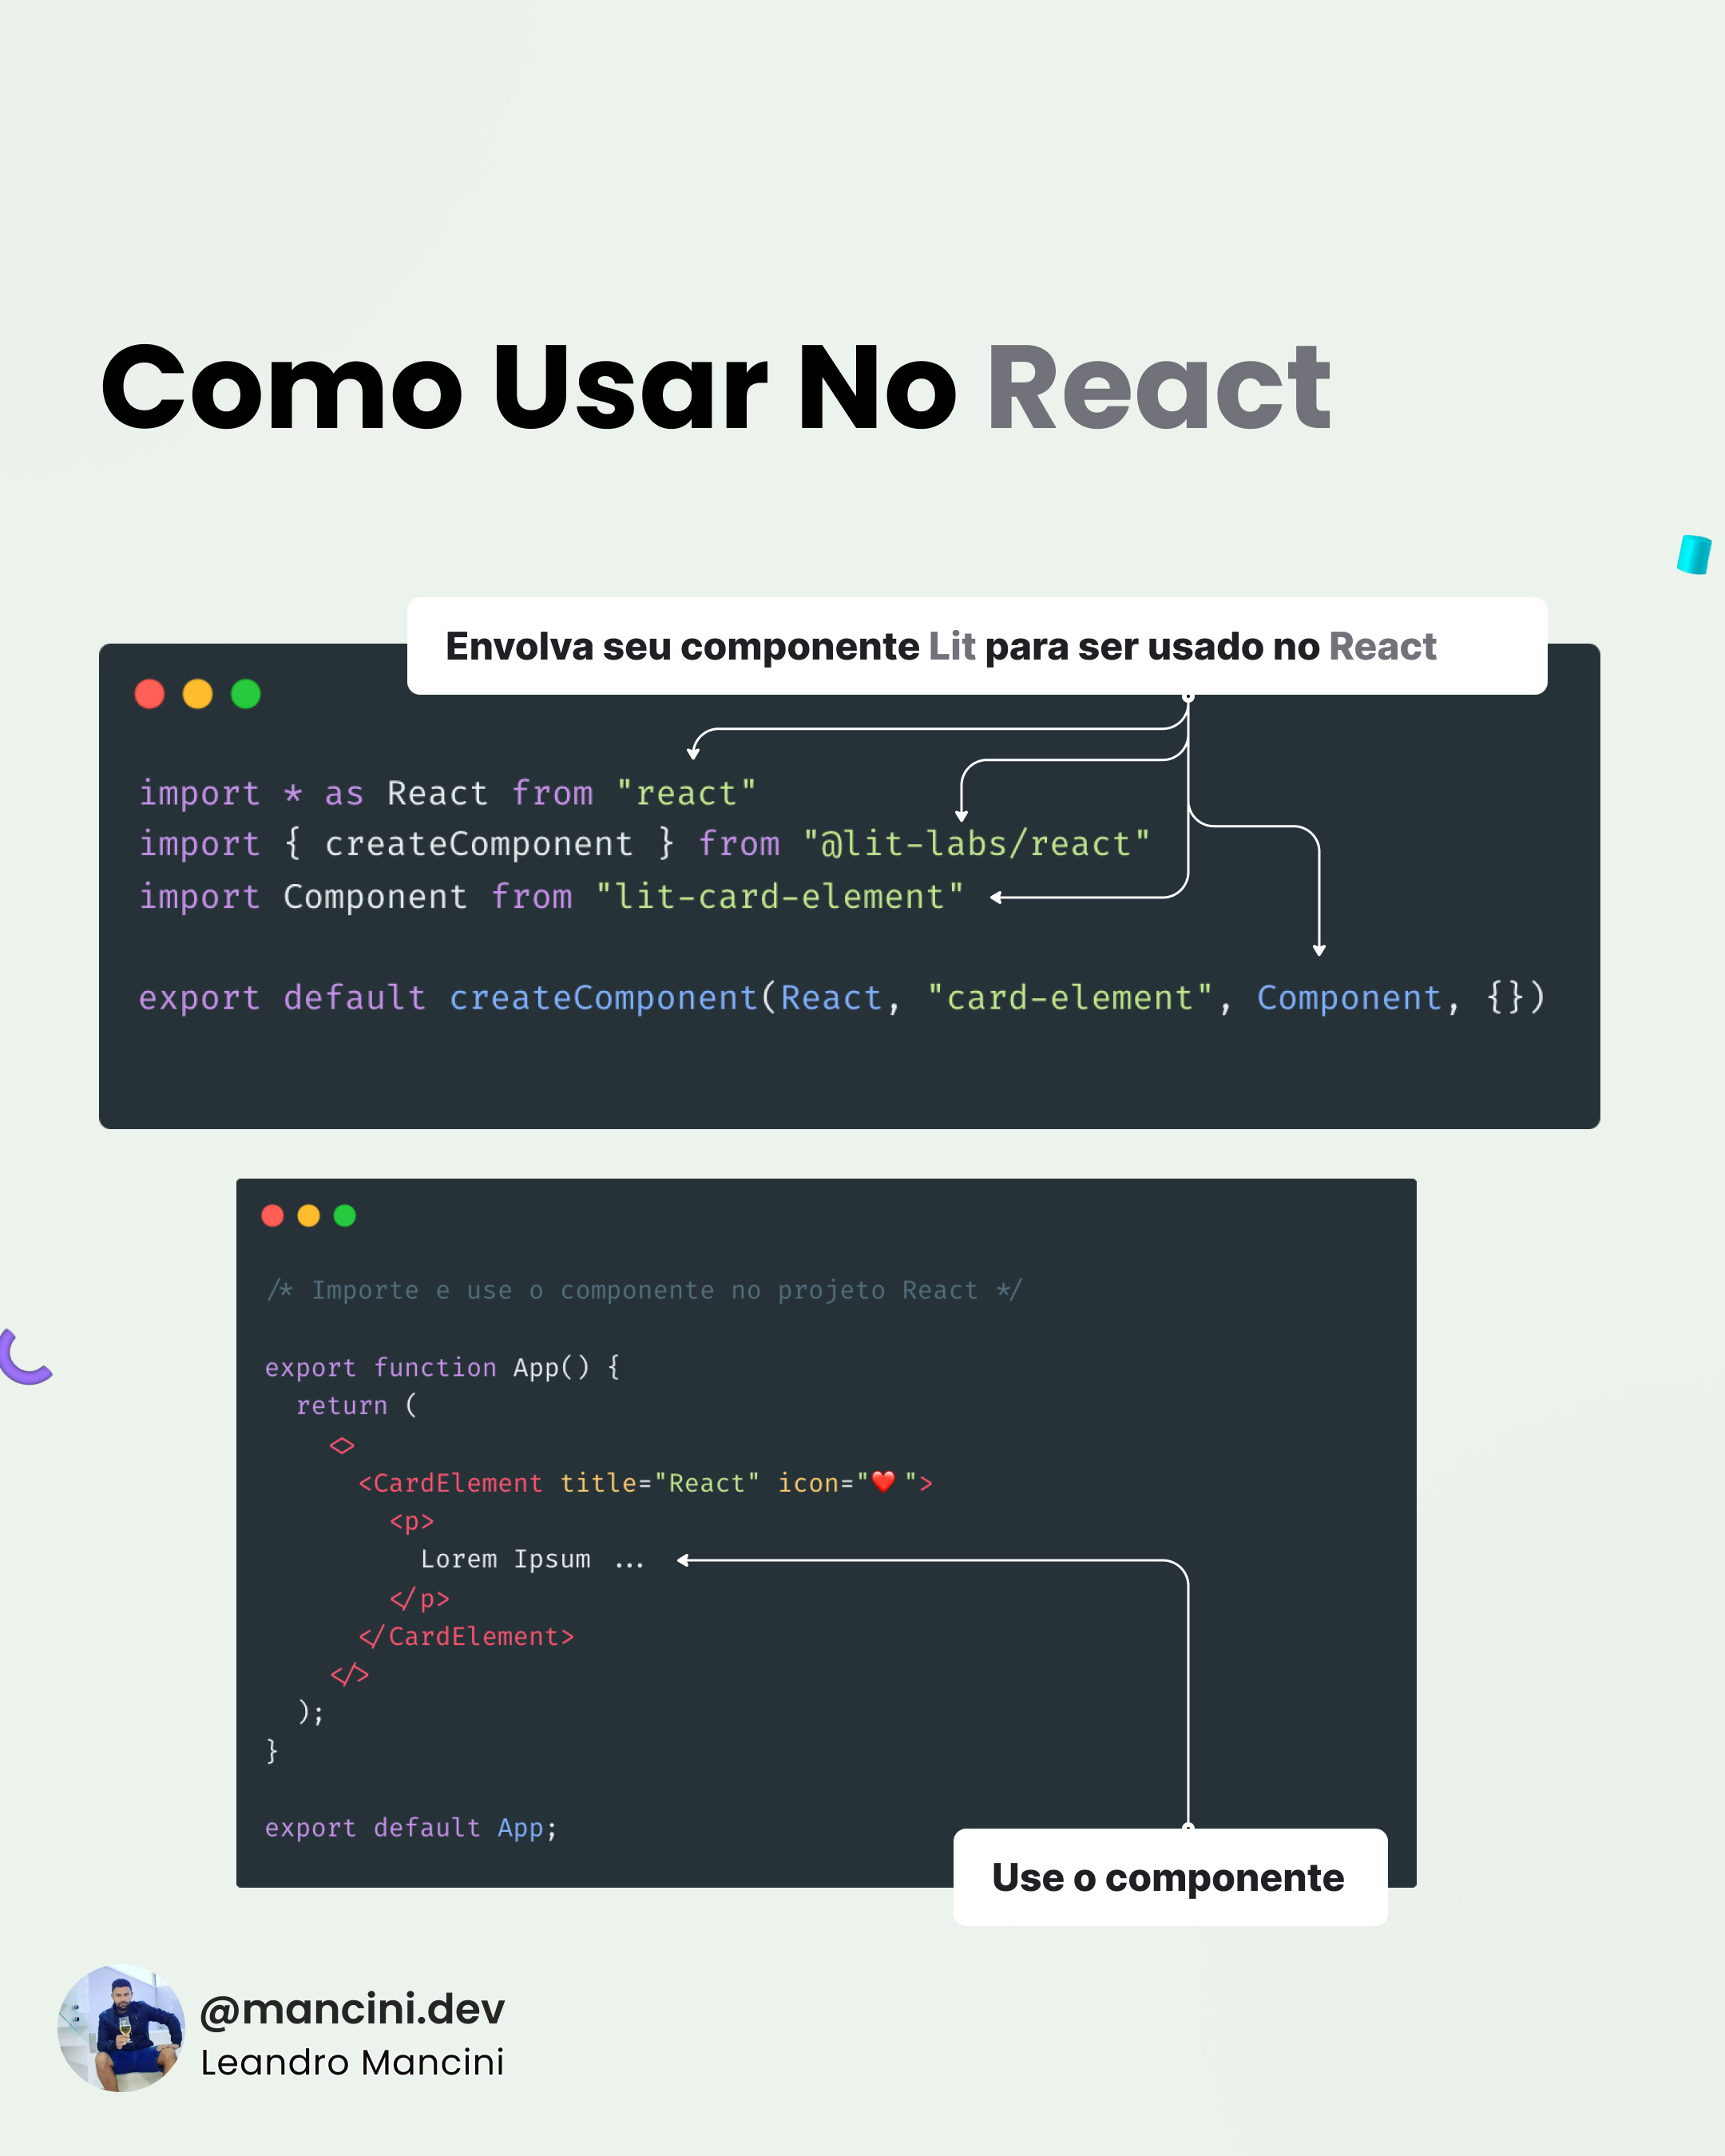 Como Usar No React
Envolva seu componente Lit para ser usado no React
import * as React from "react"
import { createComponent } from "@lit-labs/react"
import Component from "lit-card-element"
export default createComponent(React, "card-element", Component, {})
/* Importe e use o componente no projeto React */
export function App() {
return (
<>
<CardElement title="React" icon="❤️">
<p>
Lorem Ipsum ...
</p>
</CardElement>
</>
);
}
export default App;
Use o componente
@mancini.dev
Leandro Mancini